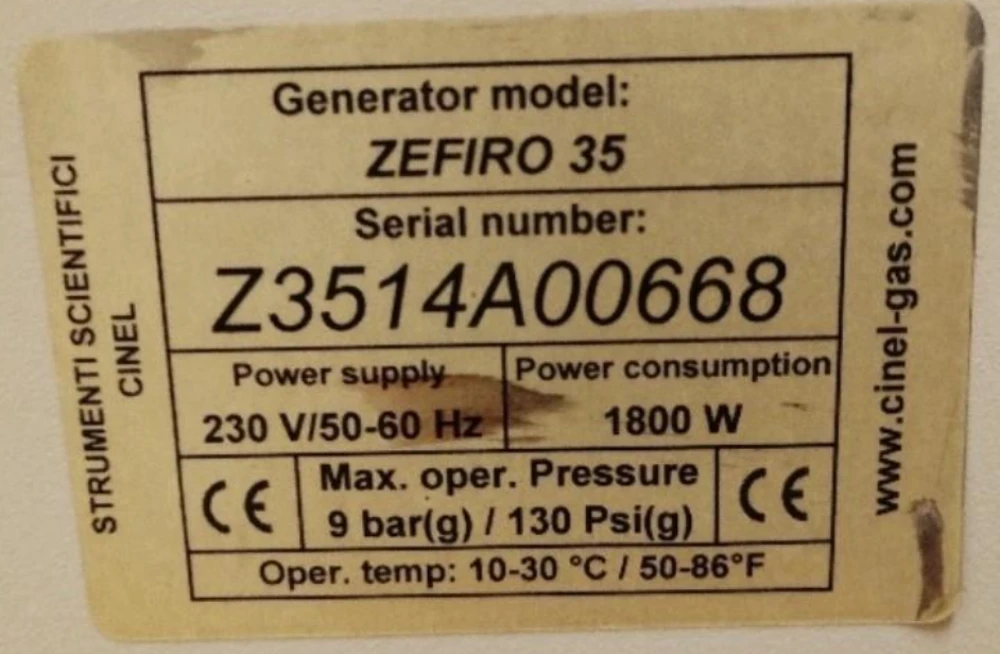 STRUMENTI SCIENTIFICI
CINEL
Generator model:
ZEFIRO 35
Serial number:
Z3514A00668
Power supply
230 V/50-60 Hz
Power consumption
1800 W
CE
Max. oper. Pressure
9 bar(g) / 130 Psi(g)
CE
Oper. temp: 10-30 °C / 50-86°F
www.cinel-gas.com